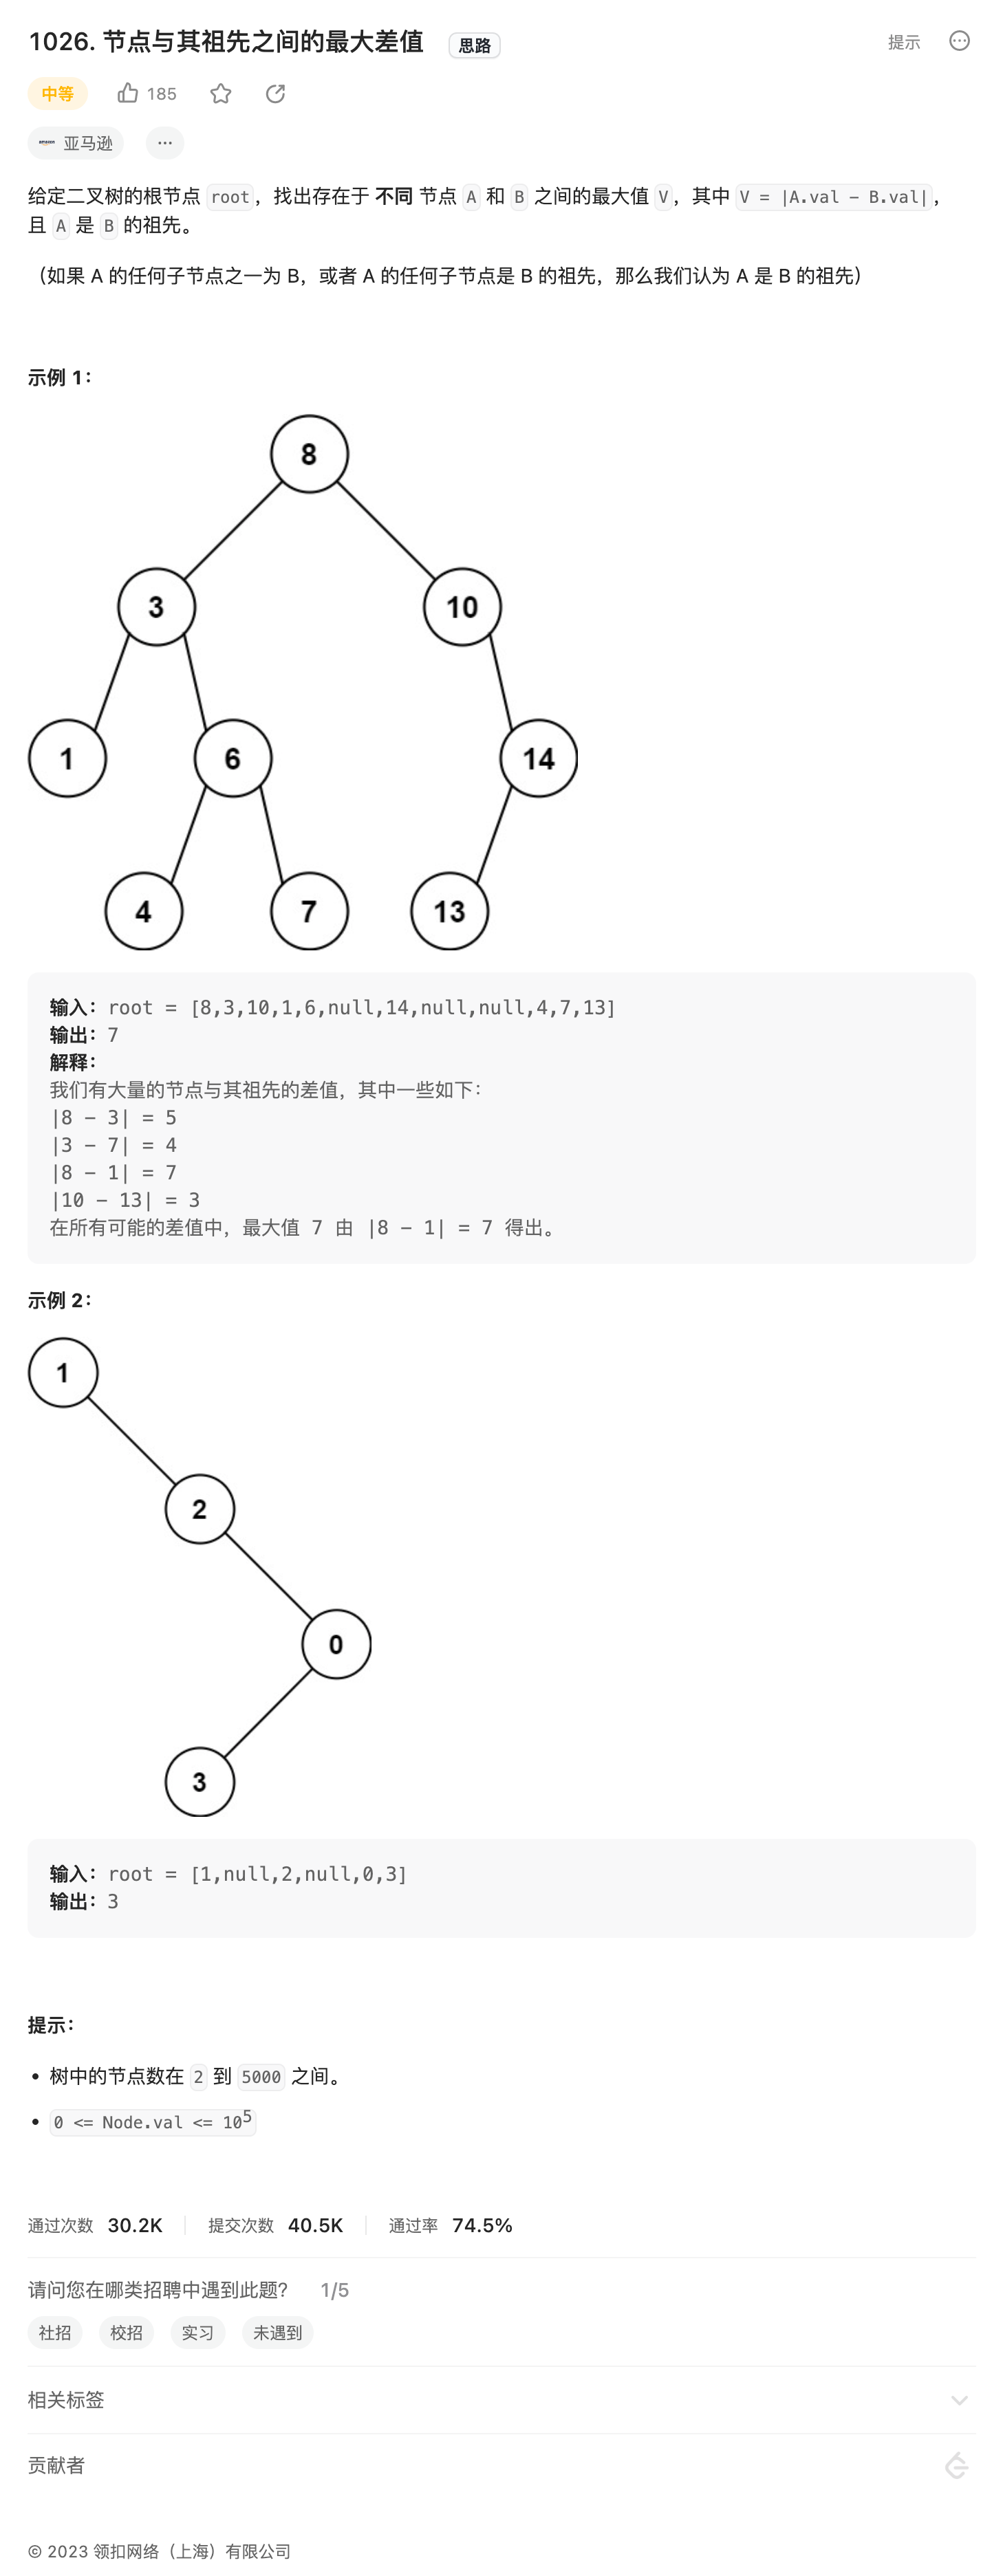 1026. 节点与其祖先之间的最大差值 思路 提示
中等 185
amazon 亚马逊 ...
给定二叉树的根节点 root，找出存在于 不同 节点 A 和 B 之间的最大值 V，其中 V = |A.val - B.val|，
且 A 是 B 的祖先。
（如果 A 的任何子节点之一为 B，或者 A 的任何子节点是 B 的祖先，那么我们认为 A 是 B 的祖先）
示例 1：
8
3 10
1 6 14
4 7 13
输入：root = [8,3,10,1,6,null,14,null,null,4,7,13]
输出：7
解释：
我们有大量的节点与其祖先的差值，其中一些如下：
|8 - 3| = 5
|3 - 7| = 4
|8 - 1| = 7
|10 - 13| = 3
在所有可能的差值中，最大值 7 由 |8 - 1| = 7 得出。
示例 2：
1
2
0
3
输入：root = [1,null,2,null,0,3]
输出：3
提示：
• 树中的节点数在 2 到 5000 之间。
• 0 <= Node.val <= 10⁵
通过次数 30.2K 提交次数 40.5K 通过率 74.5%
请问您在哪类招聘中遇到此题? 1/5
社招 校招 实习 未遇到
相关标签
贡献者
© 2023 领扣网络（上海）有限公司